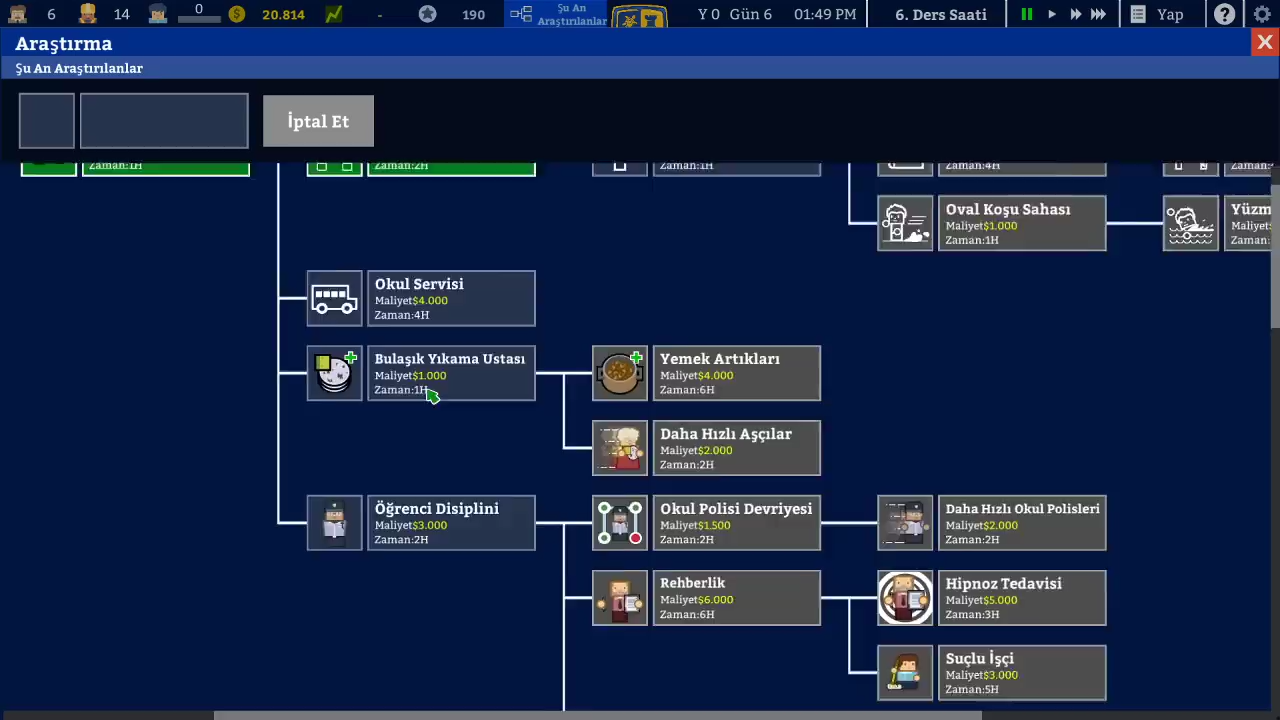 6
14
0
20.814
-
190
Şu An
Araştırılanlar
Y 0 Gün 6
01:49 PM
6. Ders Saati
Yap
?
Araştırma
X
Şu An Araştırılanlar
İptal Et
Zaman:1H
Zaman:2H
Zaman:1H
Zaman:4H
Zaman:
Oval Koşu Sahası
Maliyet$1.000
Zaman:1H
Yüzm
Maliyet$
Zaman:
Okul Servisi
Maliyet$4.000
Zaman:4H
Bulaşık Yıkama Ustası
Maliyet$1.000
Zaman:1H
Yemek Artıkları
Maliyet$4.000
Zaman:6H
Daha Hızlı Aşçılar
Maliyet$2.000
Zaman:2H
Öğrenci Disiplini
Maliyet$3.000
Zaman:2H
Okul Polisi Devriyesi
Maliyet$1.500
Zaman:2H
Daha Hızlı Okul Polisleri
Maliyet$2.000
Zaman:2H
Rehberlik
Maliyet$6.000
Zaman:6H
Hipnoz Tedavisi
Maliyet$5.000
Zaman:3H
Suçlu İşçi
Maliyet$3.000
Zaman:5H